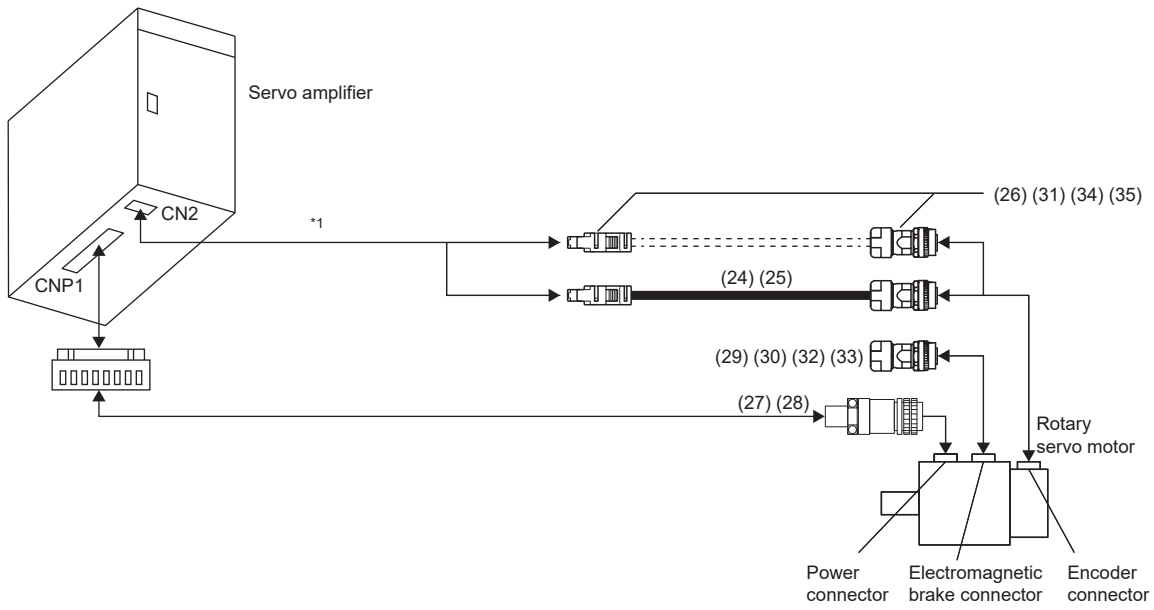 Servo amplifier
(26) (31) (34) (35)
CN2
*1
CNP1
(24) (25)
(29) (30) (32) (33)
(27) (28)
Rotary
servo motor
Power
connector
Electromagnetic
brake connector
Encoder
connector